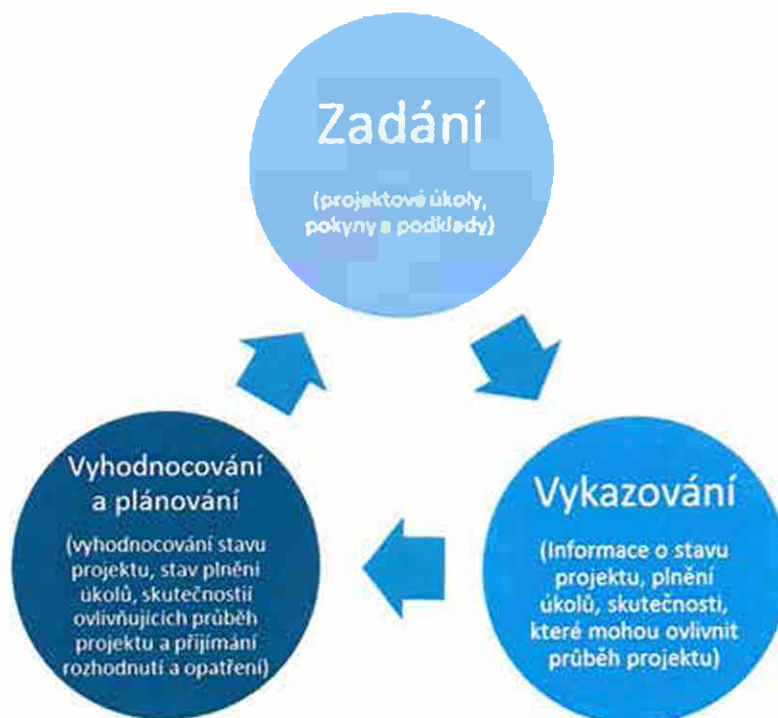 Zadání
(projektové úkoly,
pokyny a podklady)
Vyhodnocování
a plánování
(vyhodnocování stavu
projektu, stav plnění
úkolů, skutečností
ovlivňujících průběh
projektu a přijímání
rozhodnutí a opatření)
Vykazování
(Informace o stavu
projektu, plnění
úkolů, skutečnosti,
které mohou ovlivnit
průběh projektu)